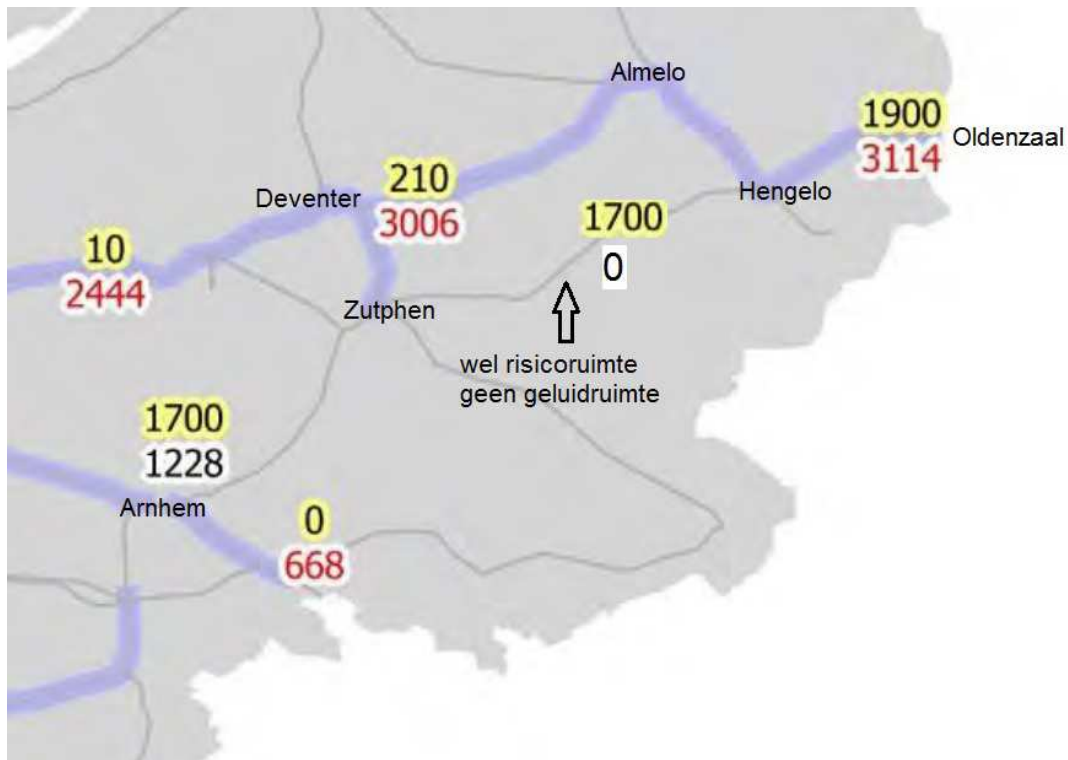 Almelo
1900
3114
Oldenzaal
Deventer
210
3006
Hengelo
1700
0
10
2444
Zutphen
wel risicoruimte
geen geluidruimte
1700
1228
Arnhem
0
668